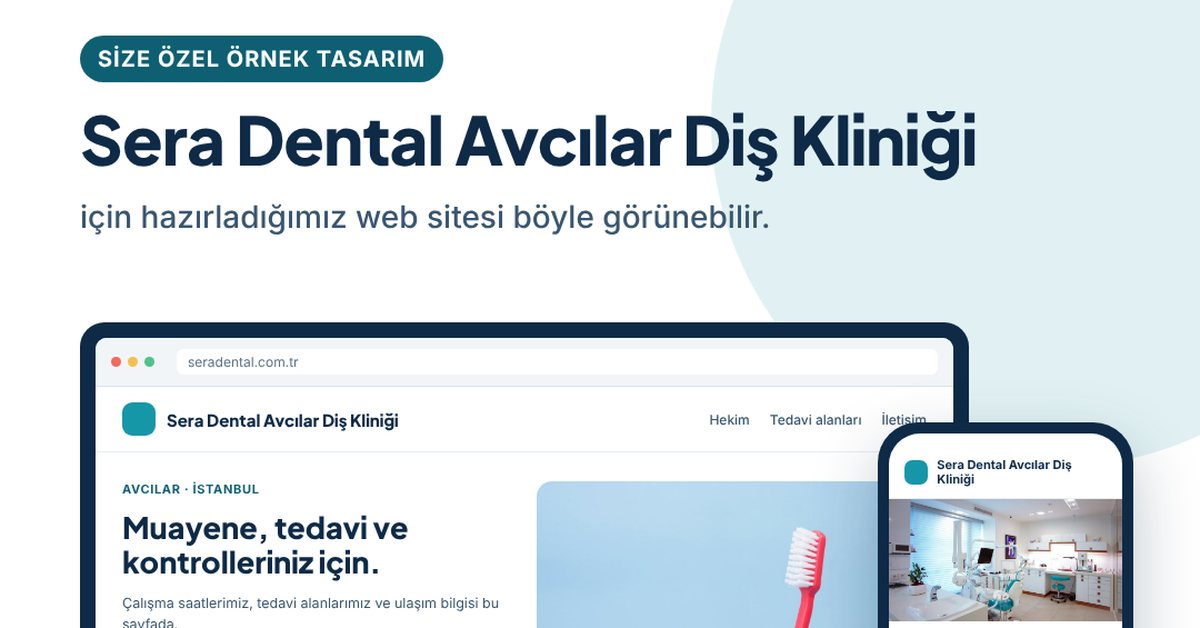 SİZE ÖZEL ÖRNEK TASARIM
Sera Dental Avcılar Diş Kliniği
için hazırladığımız web sitesi böyle görünebilir.
seradental.com.tr
Sera Dental Avcılar Diş Kliniği
Hekim Tedavi alanları İletişim
AVCILAR · İSTANBUL
Muayene, tedavi ve
kontrolleriniz için.
Çalışma saatlerimiz, tedavi alanlarımız ve ulaşım bilgisi bu
sayfada.
Sera Dental Avcılar Diş
Kliniği